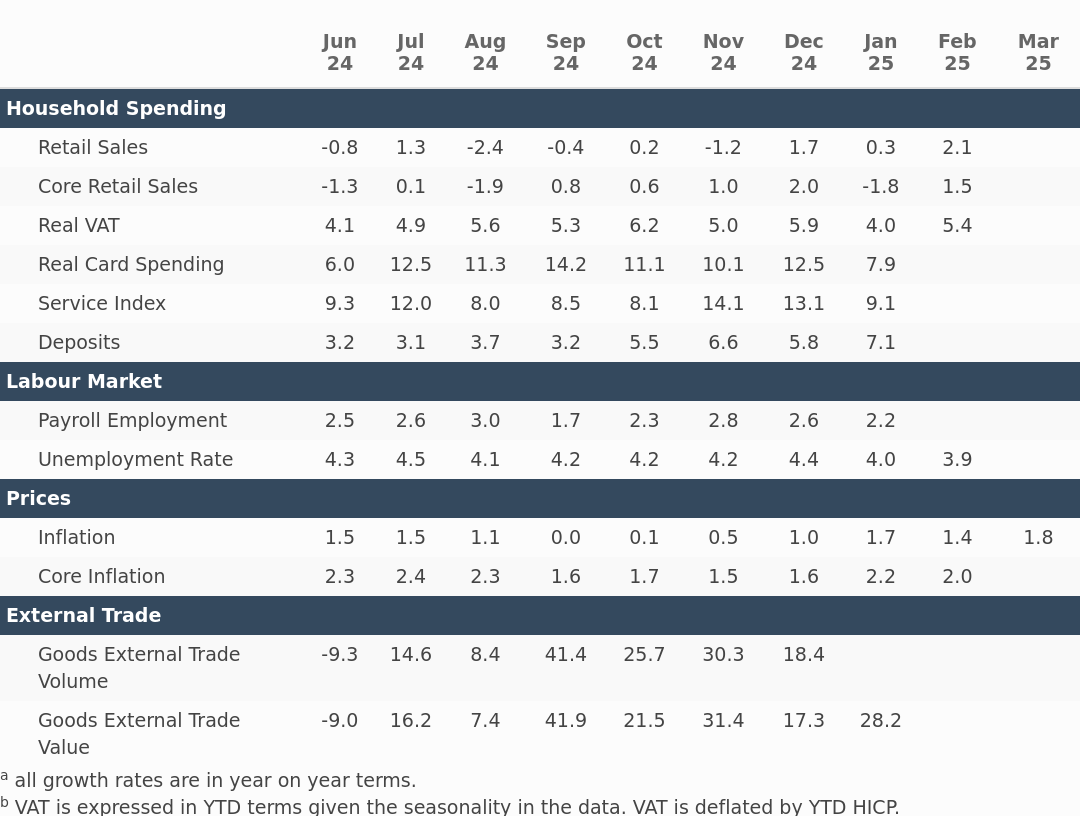 Jun Jul Aug Sep Oct Nov Dec Jan Feb Mar
24 24 24 24 24 24 24 25 25 25
Household Spending
Retail Sales -0.8 1.3 -2.4 -0.4 0.2 -1.2 1.7 0.3 2.1
Core Retail Sales -1.3 0.1 -1.9 0.8 0.6 1.0 2.0 -1.8 1.5
Real VAT 4.1 4.9 5.6 5.3 6.2 5.0 5.9 4.0 5.4
Real Card Spending 6.0 12.5 11.3 14.2 11.1 10.1 12.5 7.9
Service Index 9.3 12.0 8.0 8.5 8.1 14.1 13.1 9.1
Deposits 3.2 3.1 3.7 3.2 5.5 6.6 5.8 7.1
Labour Market
Payroll Employment 2.5 2.6 3.0 1.7 2.3 2.8 2.6 2.2
Unemployment Rate 4.3 4.5 4.1 4.2 4.2 4.2 4.4 4.0 3.9
Prices
Inflation 1.5 1.5 1.1 0.0 0.1 0.5 1.0 1.7 1.4 1.8
Core Inflation 2.3 2.4 2.3 1.6 1.7 1.5 1.6 2.2 2.0
External Trade
Goods External Trade -9.3 14.6 8.4 41.4 25.7 30.3 18.4
Volume
Goods External Trade -9.0 16.2 7.4 41.9 21.5 31.4 17.3 28.2
Value
a all growth rates are in year on year terms.
b VAT is expressed in YTD terms given the seasonality in the data. VAT is deflated by YTD HICP.